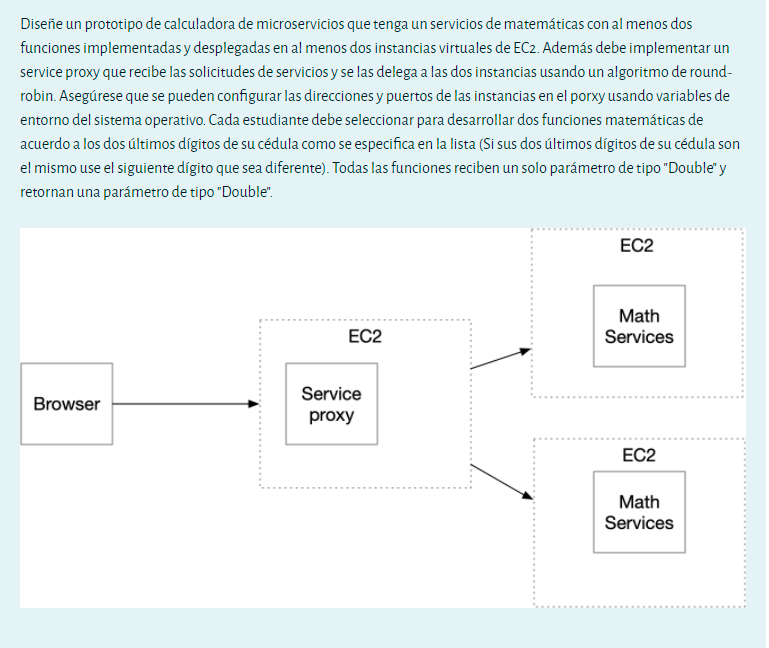 Diseñe un prototipo de calculadora de microservicios que tenga un servicios de matemáticas con al menos dos
funciones implementadas y desplegadas en al menos dos instancias virtuales de EC2. Además debe implementar un
service proxy que recibe las solicitudes de servicios y se las delega a las dos instancias usando un algoritmo de round-
robin. Asegúrese que se pueden configurar las direcciones y puertos de las instancias en el porxy usando variables de
entorno del sistema operativo. Cada estudiante debe seleccionar para desarrollar dos funciones matemáticas de
acuerdo a los dos últimos dígitos de su cédula como se especifica en la lista (Si sus dos últimos dígitos de su cédula son
el mismo use el siguiente dígito que sea diferente). Todas las funciones reciben un solo parámetro de tipo "Double" y
retornan una parámetro de tipo "Double".
EC2
Math
Services
EC2
Service
proxy
Browser
EC2
Math
Services